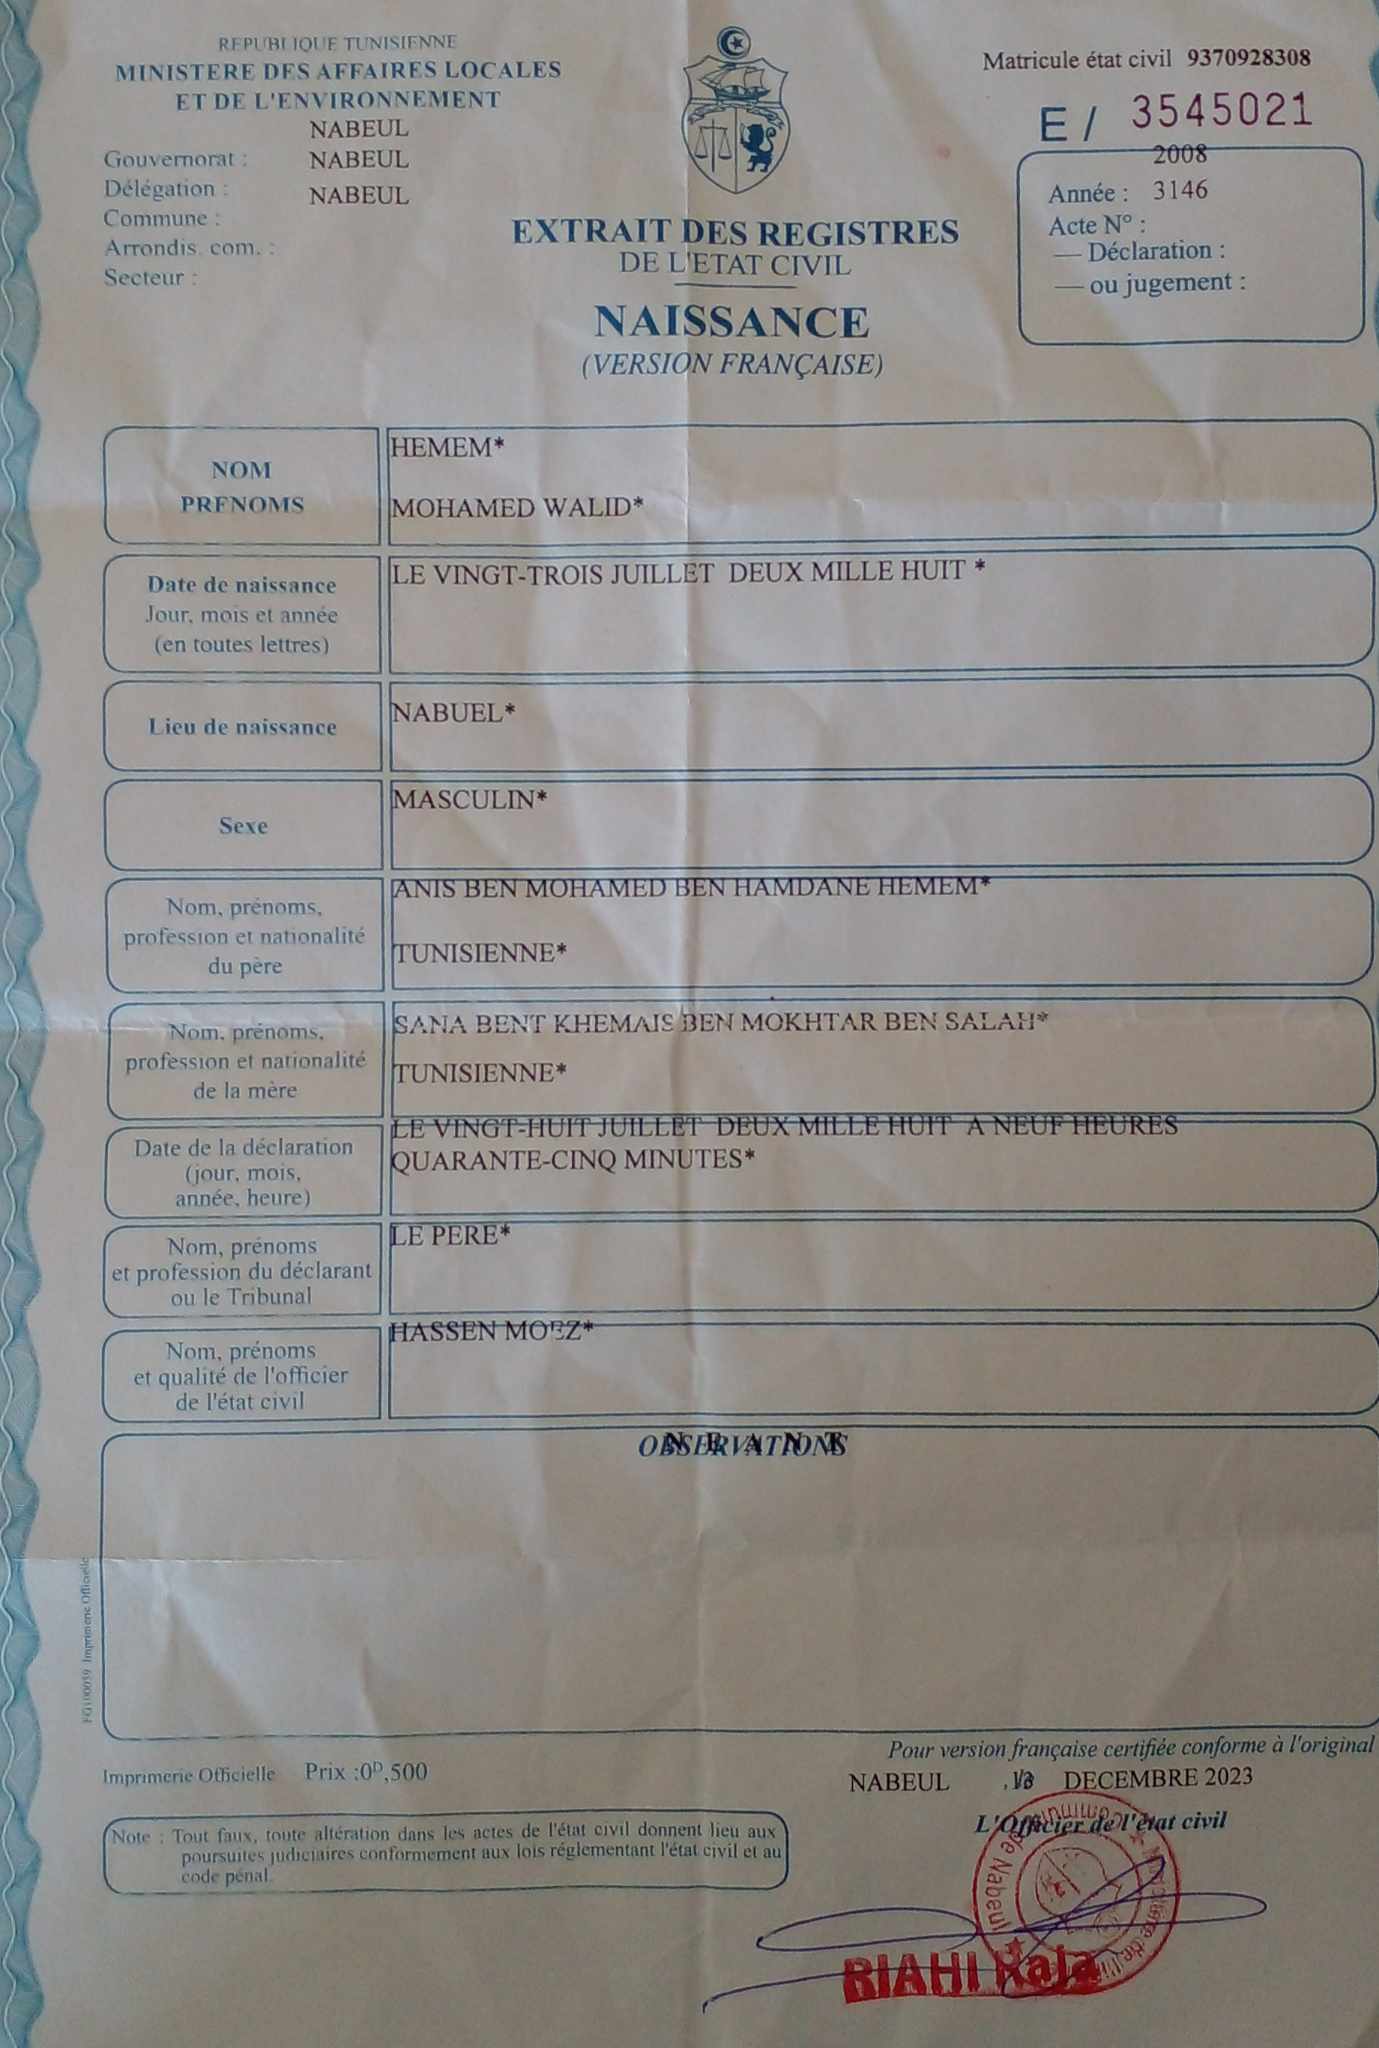 REPUBLIQUE TUNISIENNE
MINISTERE DES AFFAIRES LOCALES
ET DE L'ENVIRONNEMENT
NABEUL
Gouvernorat : NABEUL
Délégation : NABEUL
Commune :
Arrondis. com. :
Secteur :
Matricule état civil 9370928308
E / 3545021
2008
Année : 3146
Acte N° :
— Déclaration :
— ou jugement :
EXTRAIT DES REGISTRES
DE L'ETAT CIVIL
NAISSANCE
(VERSION FRANÇAISE)
NOM
PRENOMS
HEMEM*
MOHAMED WALID*
Date de naissance
Jour, mois et année
(en toutes lettres)
LE VINGT-TROIS JUILLET DEUX MILLE HUIT *
Lieu de naissance
NABUEL*
Sexe
MASCULIN*
Nom, prénoms,
profession et nationalité
du père
ANIS BEN MOHAMED BEN HAMDANE HEMEM*
TUNISIENNE*
Nom, prénoms,
profession et nationalité
de la mère
SANA BENT KHEMAIS BEN MOKHTAR BEN SALAH*
TUNISIENNE*
Date de la déclaration
(jour, mois,
année, heure)
LE VINGT-HUIT JUILLET DEUX MILLE HUIT A NEUF HEURES
QUARANTE-CINQ MINUTES*
Nom, prénoms
et profession du déclarant
ou le Tribunal
LE PERE*
Nom, prénoms
et qualité de l'officier
de l'état civil
HASSEN MOEZ*
OBSERVATIONS
N E A N T
FG100059 Imprimerie Officielle
Pour version française certifiée conforme à l'original
Imprimerie Officielle Prix :0D,500
NABEUL DECEMBRE 2023
L'Officier de l'état civil
Note : Tout faux, toute altération dans les actes de l'état civil donnent lieu aux
poursuites judiciaires conformement aux lois réglementant l'état civil et au
code pénal.
Commune de Nabeul
RIAHI Raja